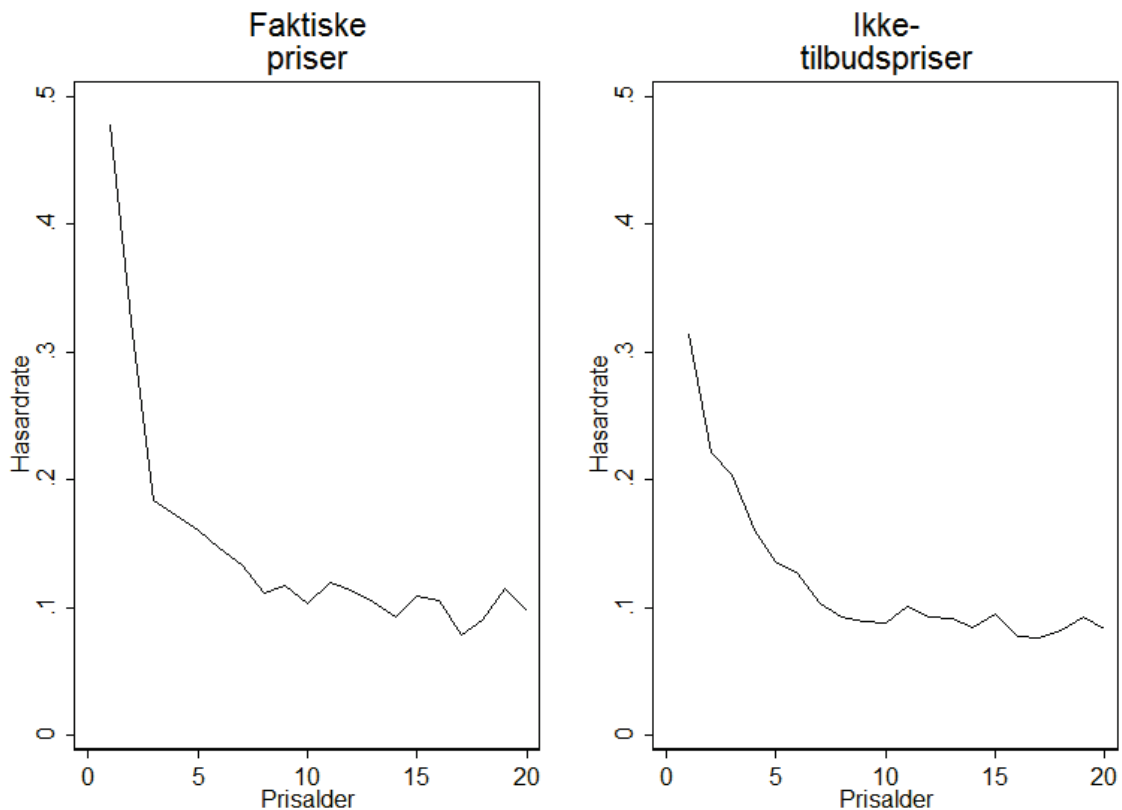 Faktiske
priser
.5
.4
.3
.2
.1
0
Hasardrate
0 5 10 15 20
Prisalder
Ikke-
tilbudspriser
.5
.4
.3
.2
.1
0
Hasardrate
0 5 10 15 20
Prisalder